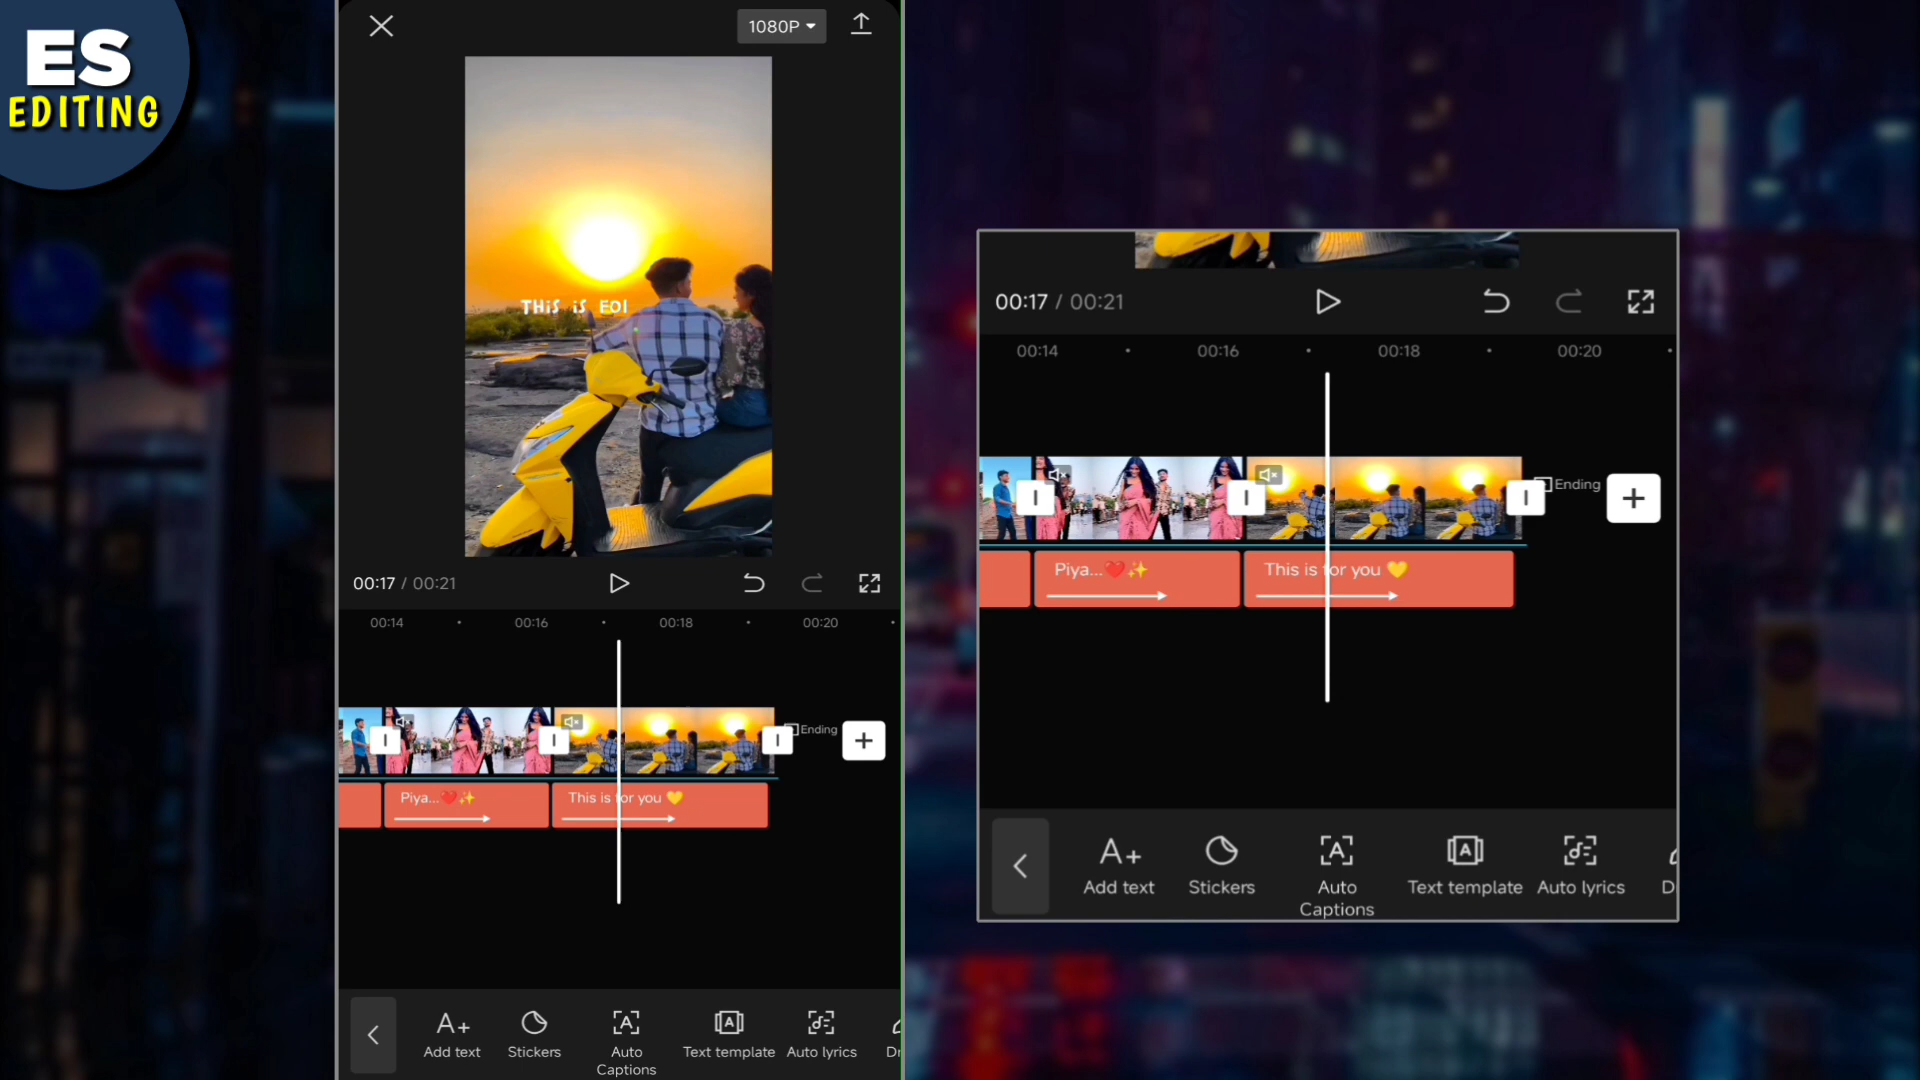 ES
EDITING
1080P
THiS iS EO!
00:17 / 00:21
00:14
00:16
00:18
00:20
Ending
Piya...❤️✨
This is for you 💛
Add text
Stickers
Auto
Captions
Text template
Auto lyrics
Dr
00:17 / 00:21
00:14
00:16
00:18
00:20
Ending
Piya...❤️✨
This is for you 💛
Add text
Stickers
Auto
Captions
Text template
Auto lyrics
D